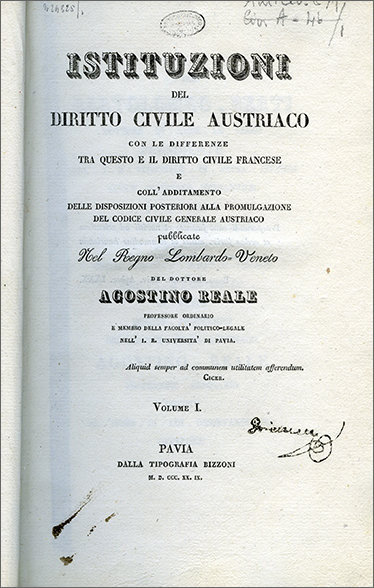 ISTITUZIONI
DEL
DIRITTO CIVILE AUSTRIACO
CON LE DIFFERENZE
TRA QUESTO E IL DIRITTO CIVILE FRANCESE
E
COLL' ADDITAMENTO
DELLE DISPOSIZIONI POSTERIORI ALLA PROMULGAZIONE
DEL CODICE CIVILE GENERALE AUSTRIACO
pubblicate
Nel Regno Lombardo-Veneto
DEL DOTTORE
AGOSTINO REALE
PROFESSORE ORDINARIO
E MEMBRO DELLA FACOLTA' POLITICO-LEGALE
NELL' I. R. UNIVERSITA' DI PAVIA.
Aliquid semper ad communem utilitatem afferendum.
CICER.
VOLUME I.
PAVIA
DALLA TIPOGRAFIA BIZZONI
M. D. CCC. XX. IX.